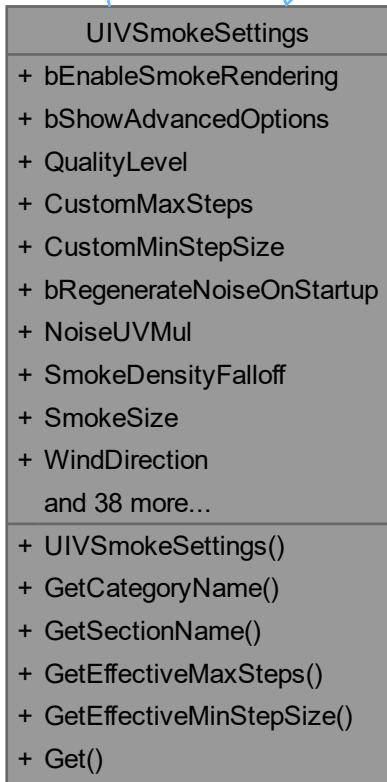 UIVSmokeSettings
+ bEnableSmokeRendering
+ bShowAdvancedOptions
+ QualityLevel
+ CustomMaxSteps
+ CustomMinStepSize
+ bRegenerateNoiseOnStartup
+ NoiseUVMul
+ SmokeDensityFalloff
+ SmokeSize
+ WindDirection
and 38 more...
+ UIVSmokeSettings()
+ GetCategoryName()
+ GetSectionName()
+ GetEffectiveMaxSteps()
+ GetEffectiveMinStepSize()
+ Get()